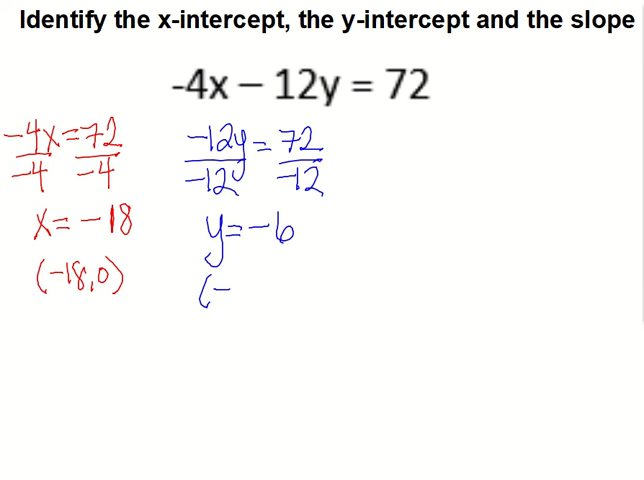 Identify the x-intercept, the y-intercept and the slope
-4x – 12y = 72
-4x = 72
-4 -4
x = -18
(-18, 0)
-12y = 72
-12 -12
y = -6
(-